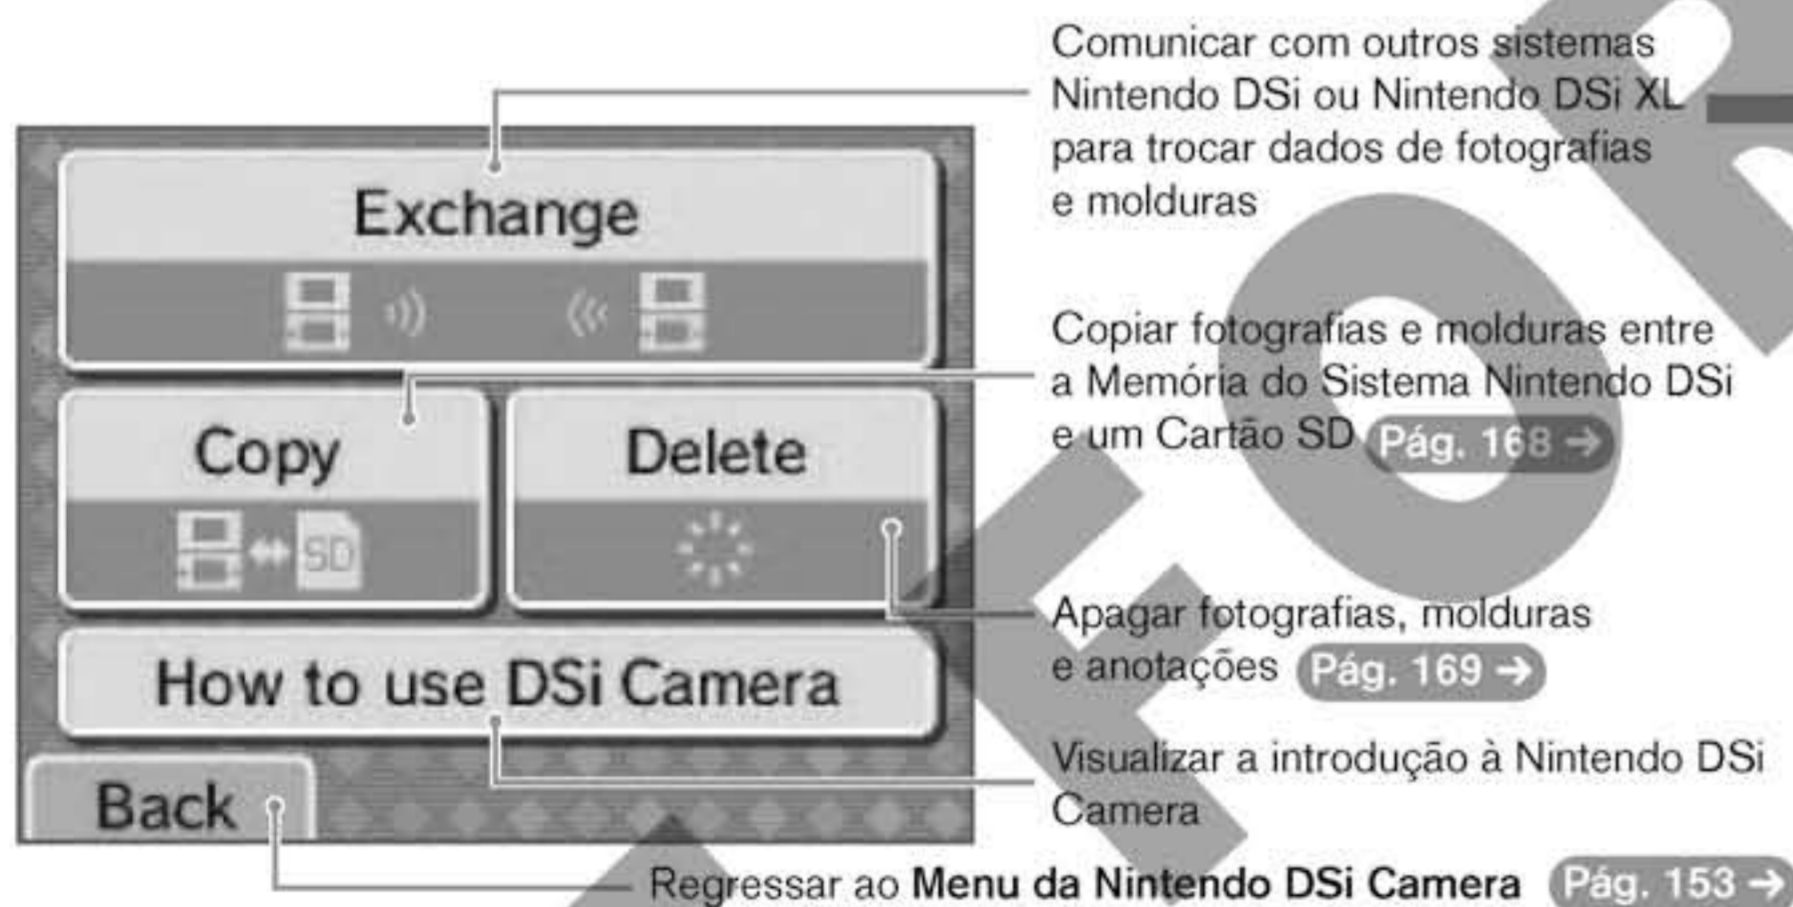 Comunicar com outros sistemas
Nintendo DSi ou Nintendo DSi XL
para trocar dados de fotografias
e molduras
Exchange
Copiar fotografias e molduras entre
a Memória do Sistema Nintendo DSi
e um Cartão SD Pág. 168 →
Copy
Delete
SD
Apagar fotografias, molduras
e anotações Pág. 169 →
How to use DSi Camera
Visualizar a introdução à Nintendo DSi
Camera
Back
Regressar ao Menu da Nintendo DSi Camera Pág. 153 →
FOR